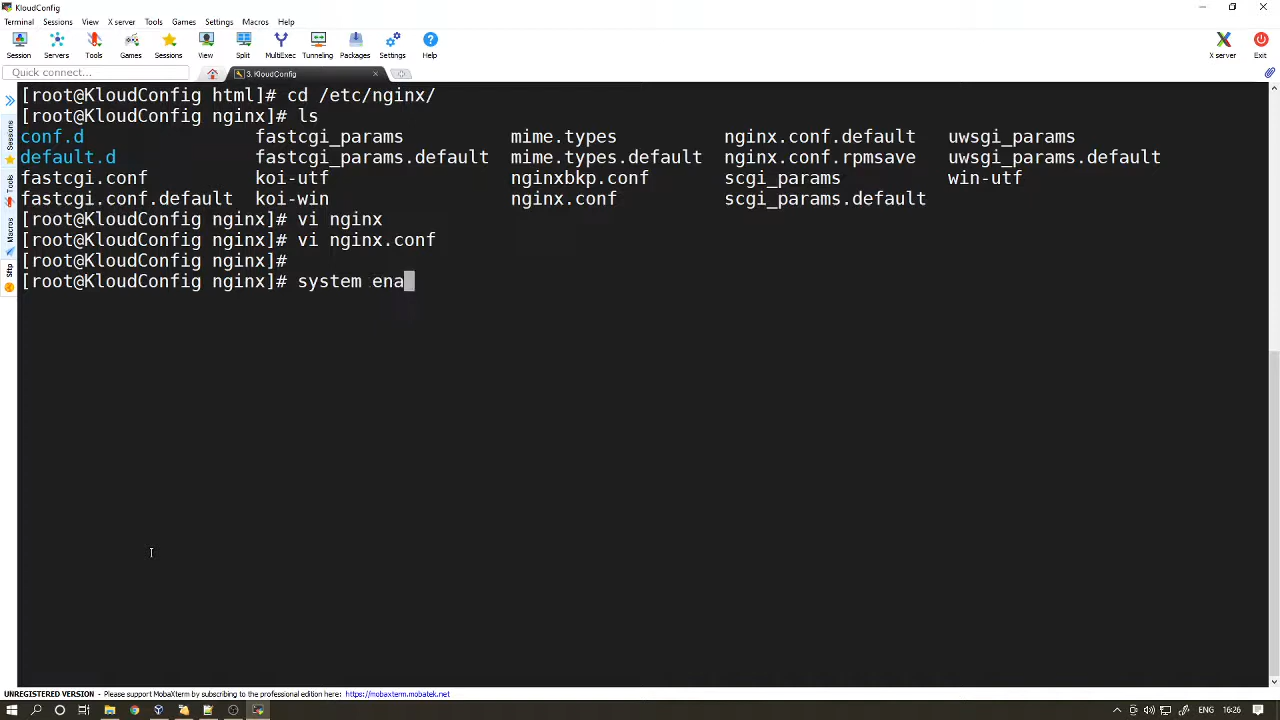 KloudConfig
Terminal Sessions View X server Tools Games Settings Macros Help
Session Servers Tools Games Sessions View Split MultiExec Tunneling Packages Settings Help X server Exit
Quick connect... 3. KloudConfig
[root@KloudConfig html]# cd /etc/nginx/
[root@KloudConfig nginx]# ls
conf.d fastcgi_params mime.types nginx.conf.default uwsgi_params
default.d fastcgi_params.default mime.types.default nginx.conf.rpmsave uwsgi_params.default
fastcgi.conf koi-utf nginxbkp.conf scgi_params win-utf
fastcgi.conf.default koi-win nginx.conf scgi_params.default
[root@KloudConfig nginx]# vi nginx
[root@KloudConfig nginx]# vi nginx.conf
[root@KloudConfig nginx]#
[root@KloudConfig nginx]# system ena
Sessions
Tools
Macros
Sftp
UNREGISTERED VERSION - Please support MobaXterm by subscribing to the professional edition here: https://mobaxterm.mobatek.net
ENG 16:26